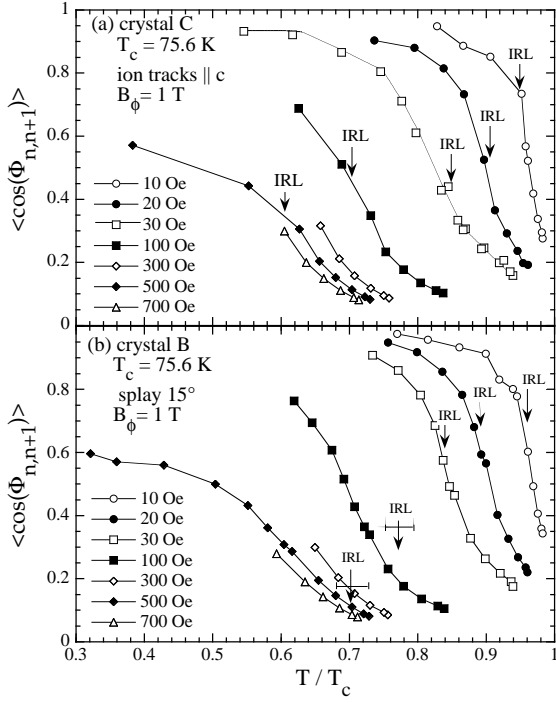 (a) crystal C
T_c = 75.6 K
ion tracks || c
B_ϕ = 1 T
<cos(Φ_{n,n+1})>
1
0.8
0.6
0.4
0.2
0
IRL
IRL
IRL
IRL
IRL
10 Oe
20 Oe
30 Oe
100 Oe
300 Oe
500 Oe
700 Oe
(b) crystal B
T_c = 75.6 K
splay 15°
B_ϕ = 1 T
<cos(Φ_{n,n+1})>
0.8
0.6
0.4
0.2
0
IRL
IRL
IRL
IRL
IRL
10 Oe
20 Oe
30 Oe
100 Oe
300 Oe
500 Oe
700 Oe
0.3 0.4 0.5 0.6 0.7 0.8 0.9 1
T / T_c